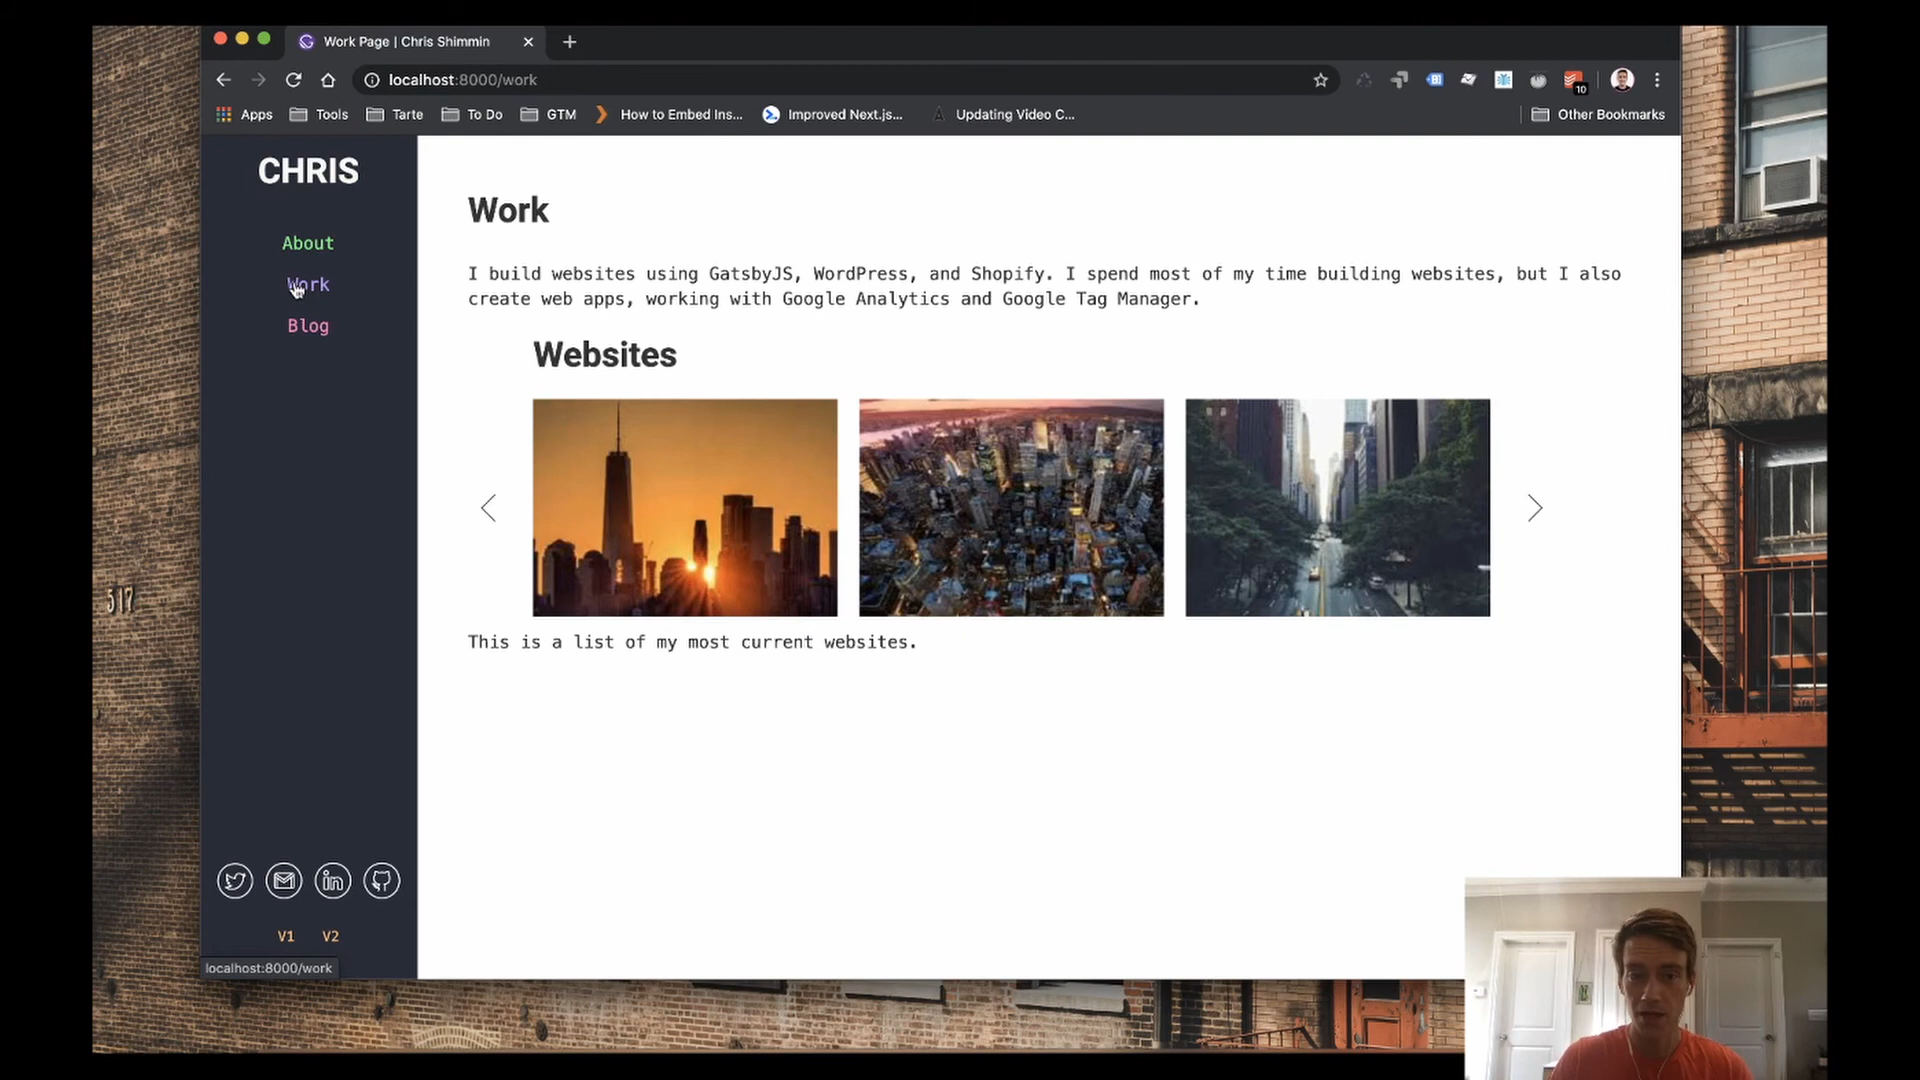 Work Page | Chris Shimmin
localhost:8000/work
10
Apps Tools Tarte To Do GTM How to Embed Ins... Improved Next.js... Updating Video C... Other Bookmarks
CHRIS
About
Work
Blog
Work
I build websites using GatsbyJS, WordPress, and Shopify. I spend most of my time building websites, but I also
create web apps, working with Google Analytics and Google Tag Manager.
Websites
This is a list of my most current websites.
V1 V2
localhost:8000/work
517